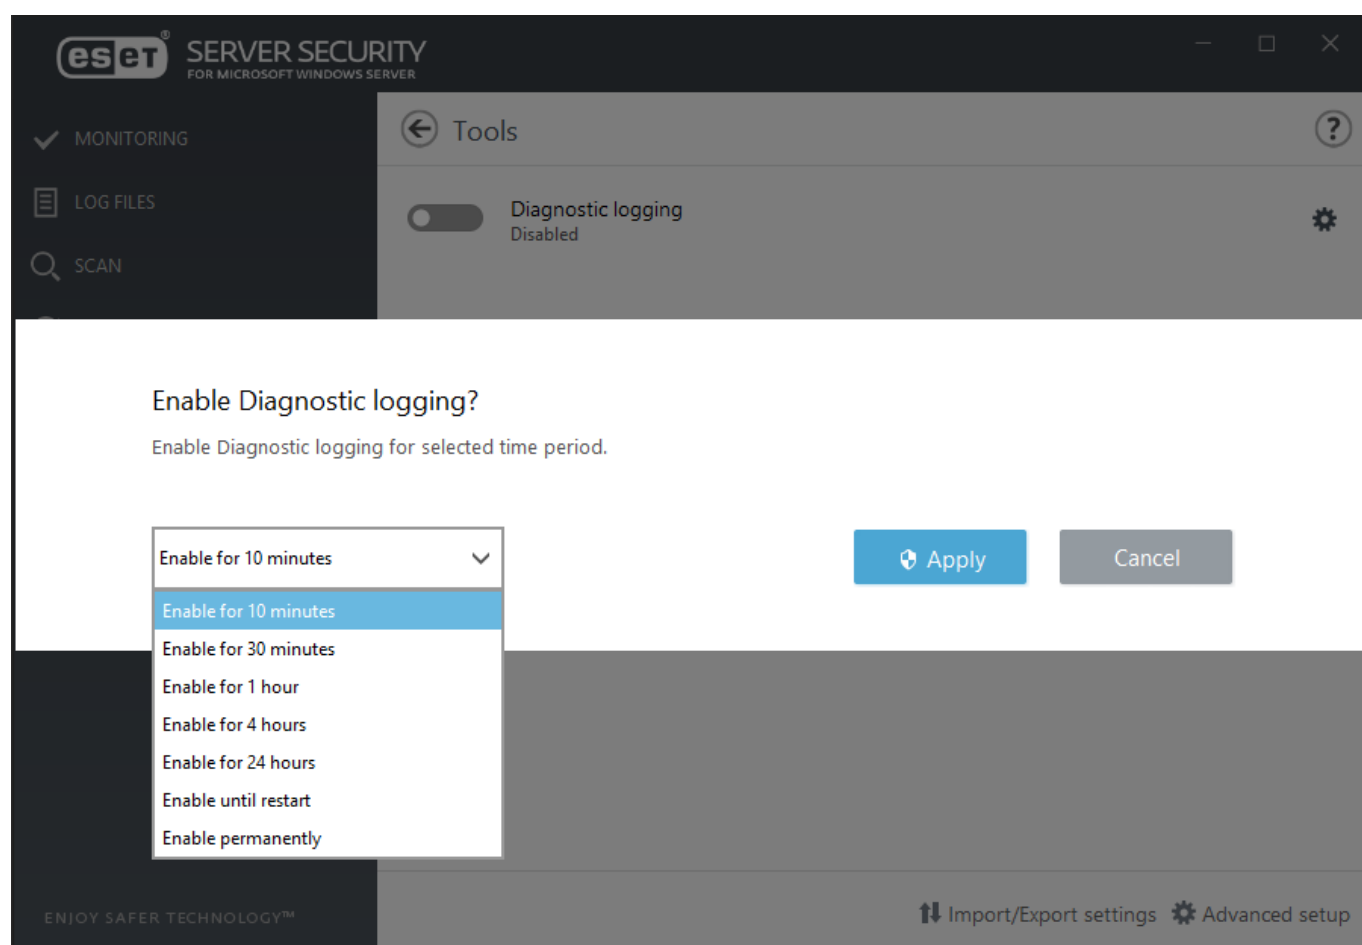 eset® SERVER SECURITY
FOR MICROSOFT WINDOWS SERVER
MONITORING
LOG FILES
SCAN
Tools
?
Diagnostic logging
Disabled
Enable Diagnostic logging?
Enable Diagnostic logging for selected time period.
Enable for 10 minutes
Apply
Cancel
Enable for 10 minutes
Enable for 30 minutes
Enable for 1 hour
Enable for 4 hours
Enable for 24 hours
Enable until restart
Enable permanently
ENJOY SAFER TECHNOLOGY™
Import/Export settings
Advanced setup